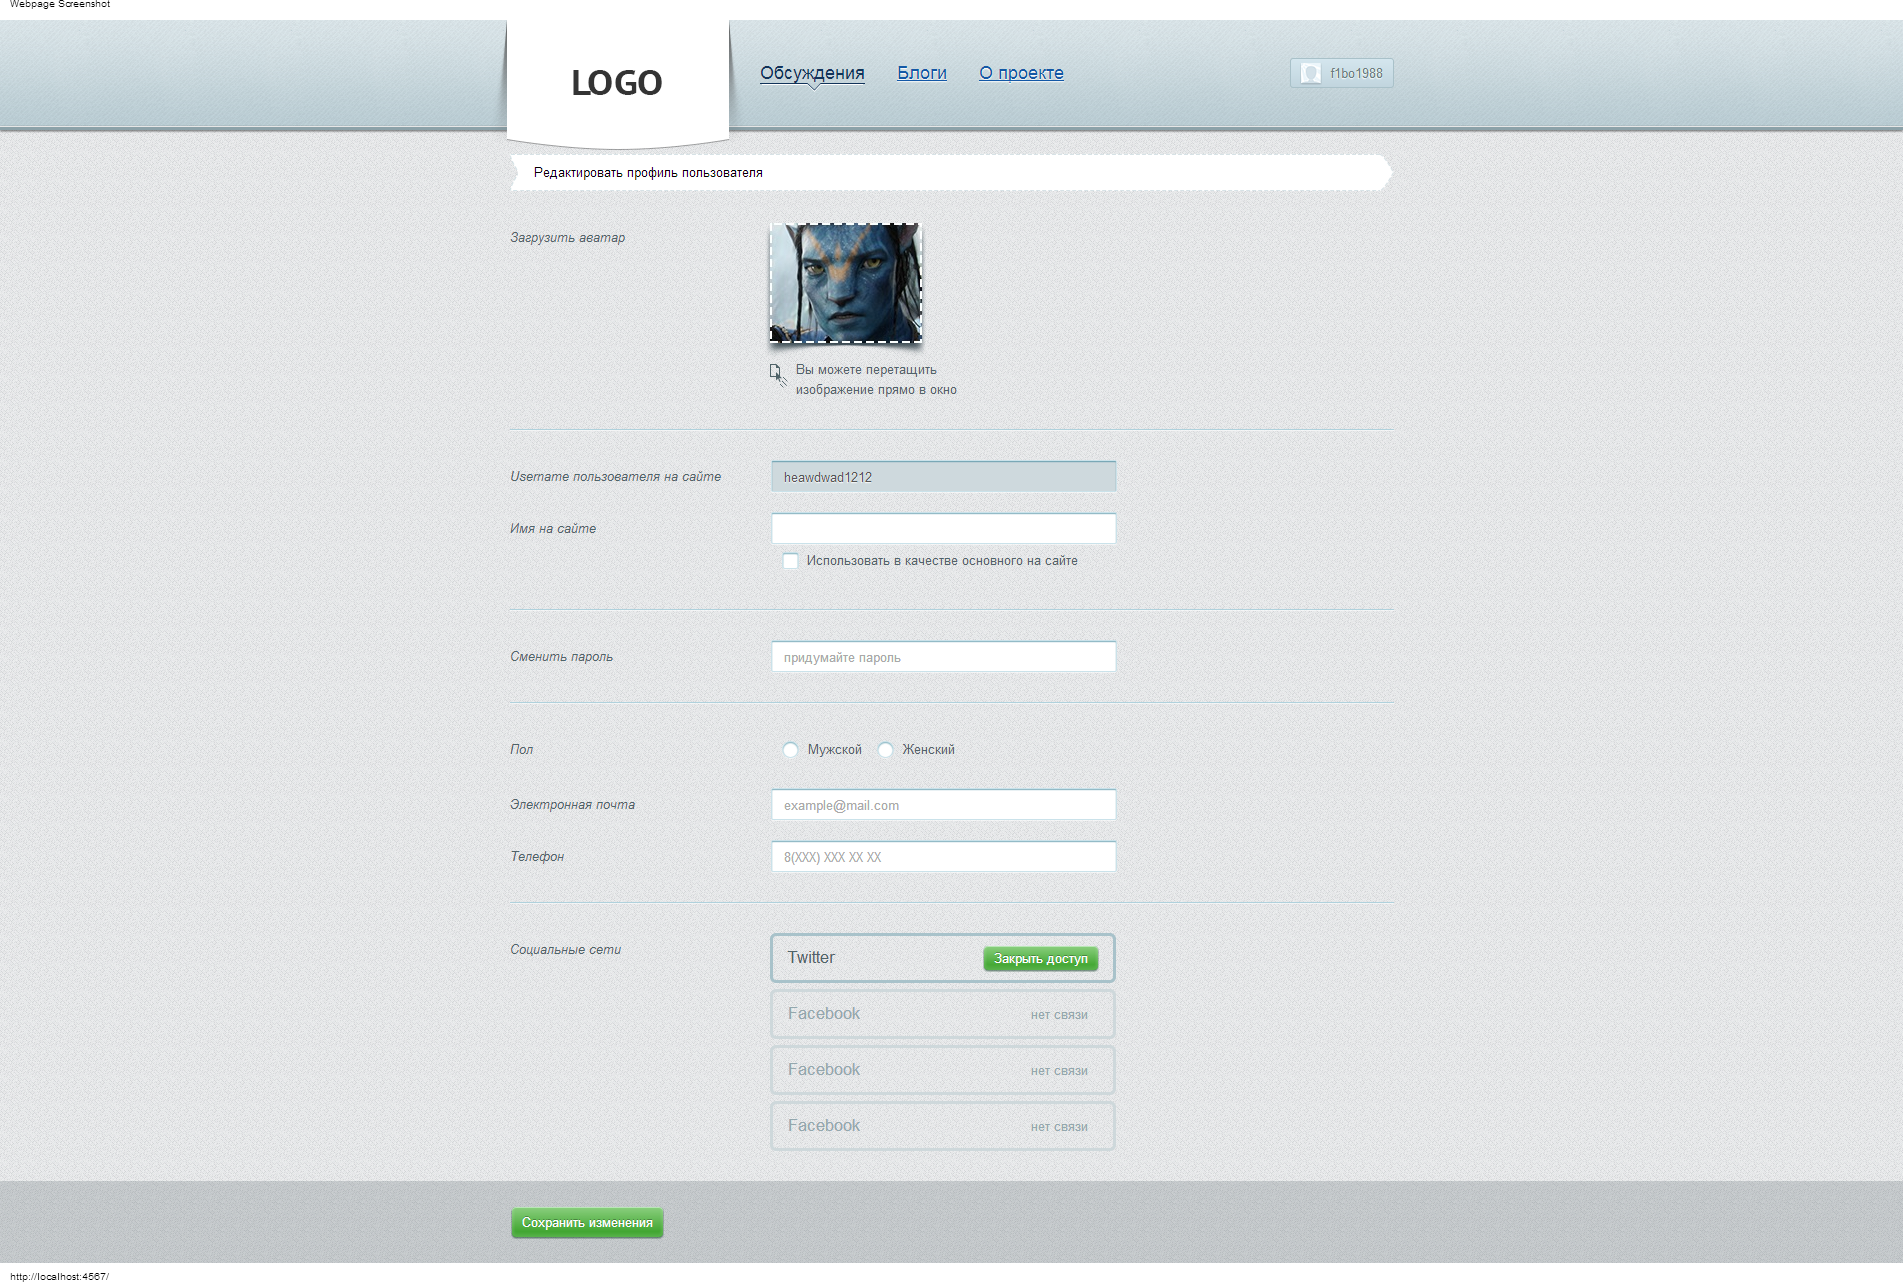 Webpage Screenshot
LOGO
Обсуждения Блоги О проекте
f1bo1988
Редактировать профиль пользователя
Загрузить аватар
Вы можете перетащить
изображение прямо в окно
Username пользователя на сайте
heawdwad1212
Имя на сайте
Использовать в качестве основного на сайте
Сменить пароль
придумайте пароль
Пол
Мужской Женский
Электронная почта
example@mail.com
Телефон
8(XXX) XXX XX XX
Социальные сети
Twitter Закрыть доступ
Facebook нет связи
Facebook нет связи
Facebook нет связи
Сохранить изменения
http://localhost:4567/